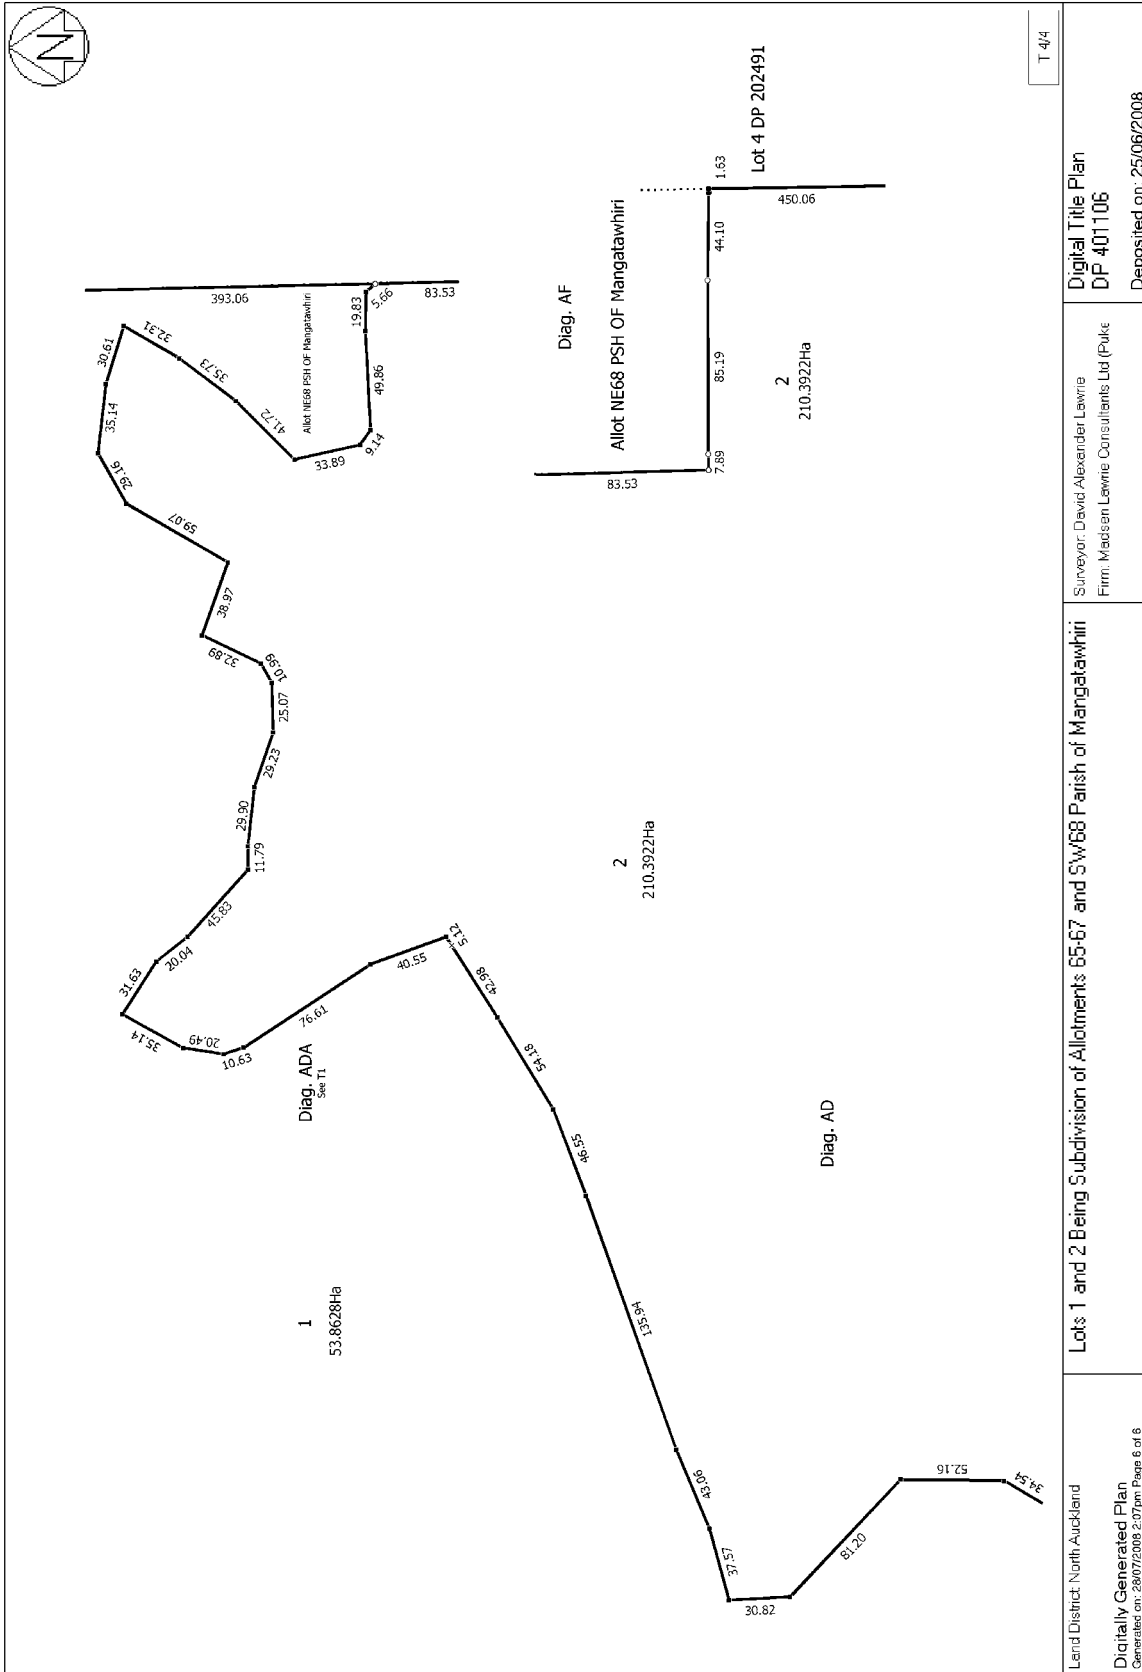 N
30.61
35.14
29.16
59.07
38.97
32.89
10.99
25.07
29.23
29.90
11.79
45.83
20.04
31.63
35.14
20.49
10.63
76.61
40.55
5.12
42.98
54.18
46.55
135.94
43.06
37.57
30.82
81.20
52.16
34.54
32.31
35.73
41.72
33.89
9.14
49.86
19.83
5.66
393.06
83.53
Allot NE68 PSH OF Mangatawhiri
Diag. ADA
See T1
1
53.8628Ha
2
210.3922Ha
Diag. AD
Diag. AF
Allot NE68 PSH OF Mangatawhiri
83.53
7.89
85.19
44.10
1.63
450.06
Lot 4 DP 202491
2
210.3922Ha
T 4/4
Land District: North Auckland
Digitally Generated Plan
Generated on: 28/07/2008 2:07pm Page 6 of 6
Lots 1 and 2 Being Subdivision of Allotments 65-67 and SW68 Parish of Mangatawhiri
Surveyor: David Alexander Lawrie
Firm: Madsen Lawrie Consultants Ltd (Puke
Digital Title Plan
DP 401106
Deposited on: 25/06/2008